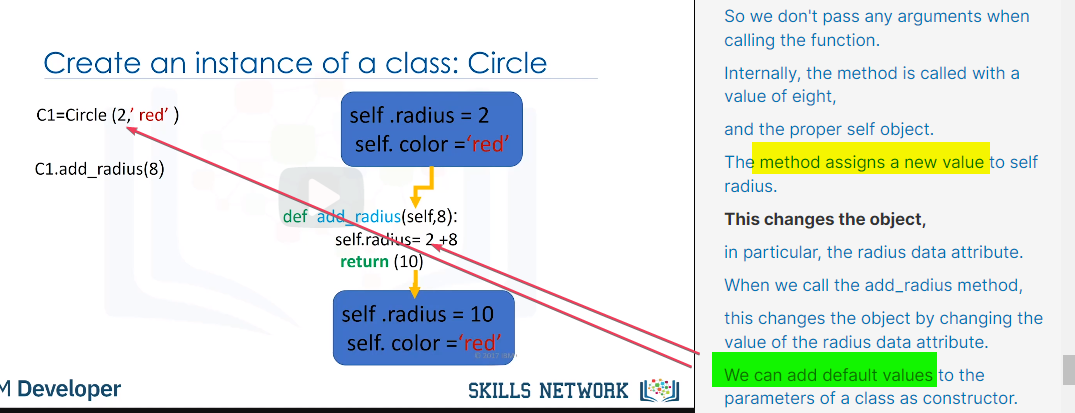 Create an instance of a class: Circle
C1=Circle (2,' red' )
C1.add_radius(8)
self .radius = 2
self. color ='red'
def add_radius(self,8):
self.radius= 2 +8
return (10)
self .radius = 10
self. color ='red'
M Developer
SKILLS NETWORK
So we don't pass any arguments when
calling the function.
Internally, the method is called with a
value of eight,
and the proper self object.
The method assigns a new value to self
radius.
This changes the object,
in particular, the radius data attribute.
When we call the add_radius method,
this changes the object by changing the
value of the radius data attribute.
We can add default values to the
parameters of a class as constructor.